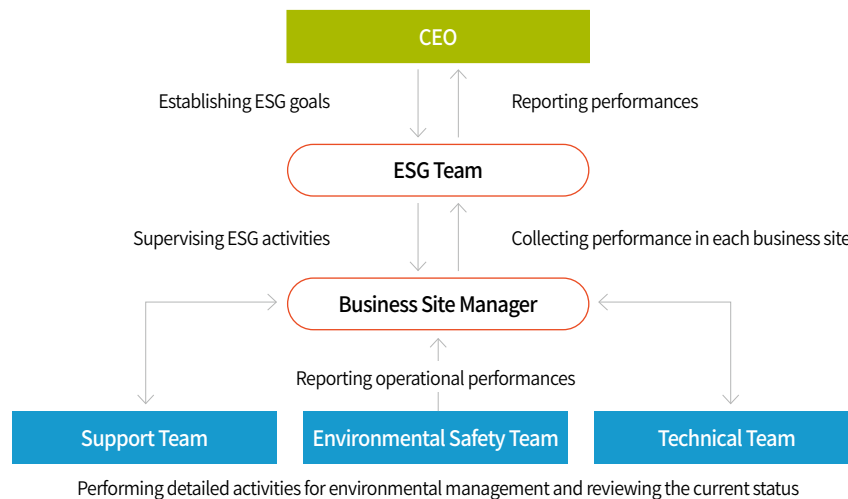 CEO
Establishing ESG goals
Reporting performances
ESG Team
Supervising ESG activities
Collecting performance in each business site
Business Site Manager
Reporting operational performances
Support Team
Environmental Safety Team
Technical Team
Performing detailed activities for environmental management and reviewing the current status